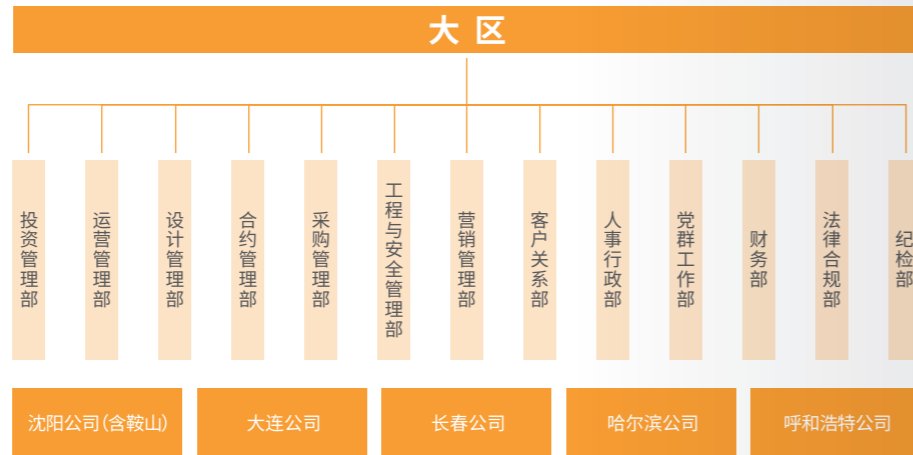 大区
投资管理部
运营管理部
设计管理部
合约管理部
采购管理部
工程与安全管理部
营销管理部
客户关系部
人事行政部
党群工作部
财务部
法律合规部
纪检部
沈阳公司(含鞍山)
大连公司
长春公司
哈尔滨公司
呼和浩特公司